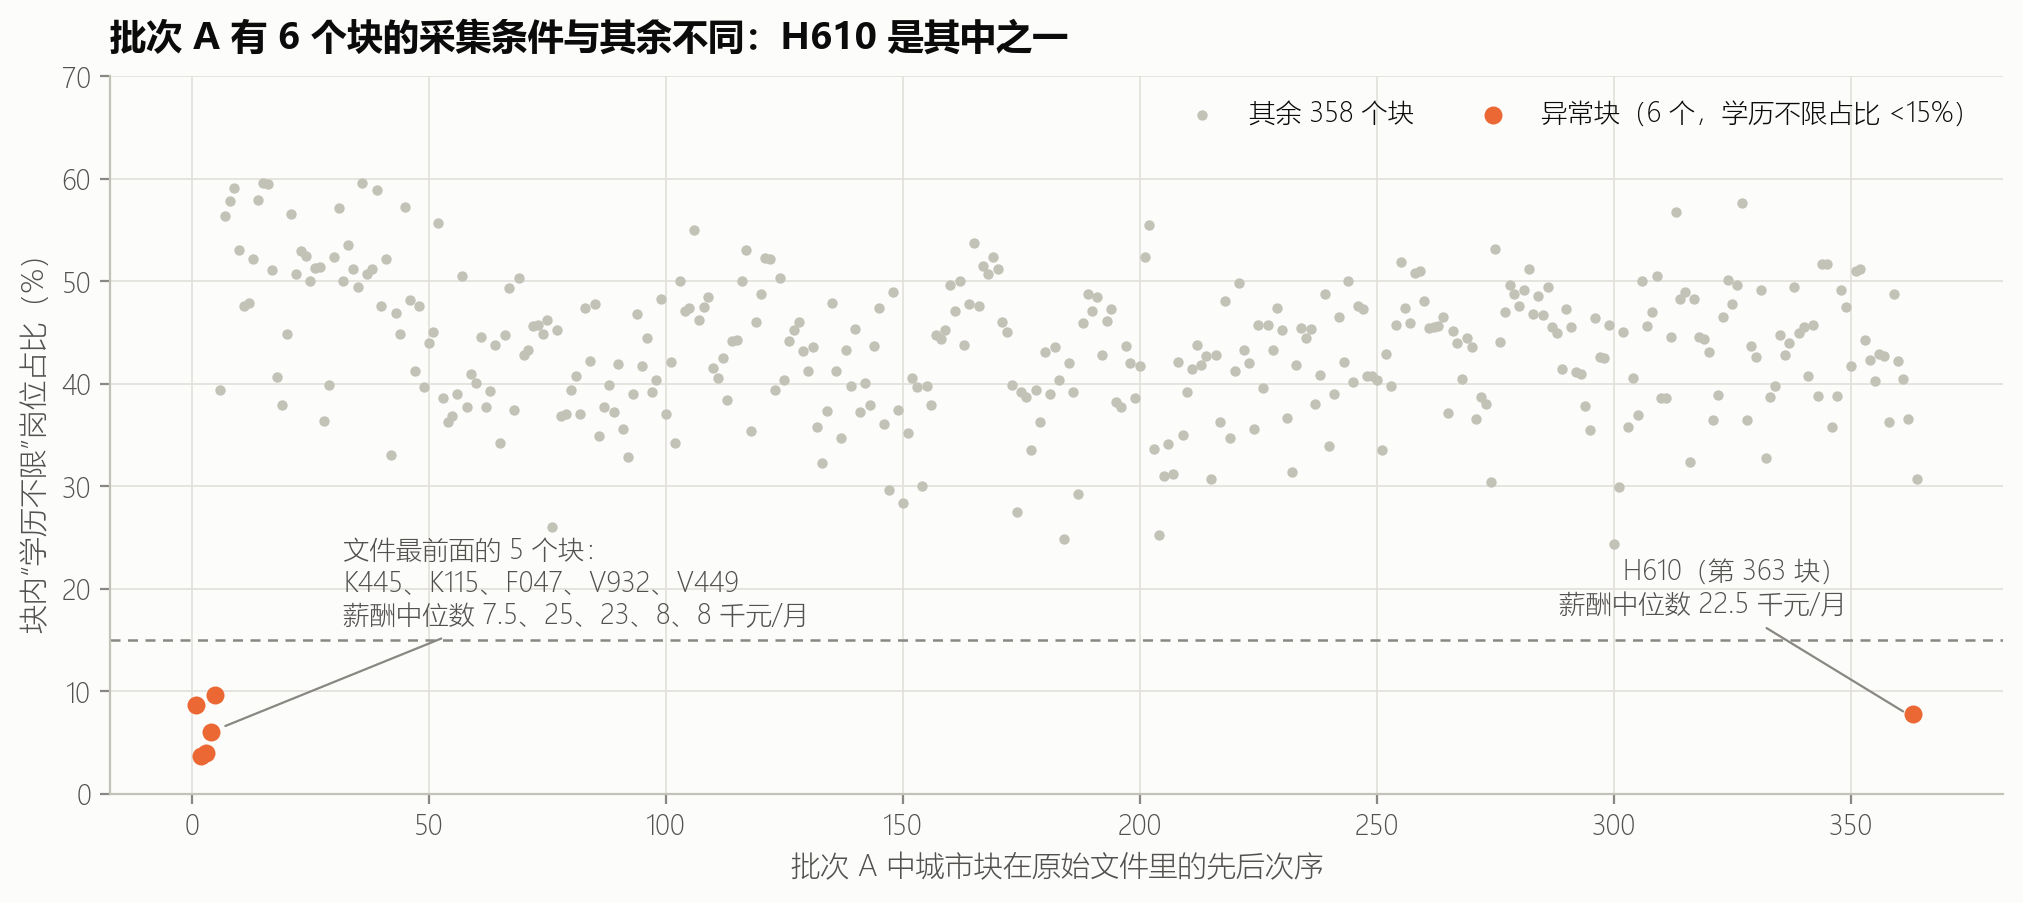 批次 A 有 6 个块的采集条件与其余不同：H610 是其中之一
其余 358 个块
异常块（6 个，学历不限占比 <15%）
块内“学历不限”岗位占比（%）
70
60
50
40
30
20
10
0
文件最前面的 5 个块：
K445、K115、F047、V932、V449
薪酬中位数 7.5、25、23、8、8 千元/月
H610（第 363 块）
薪酬中位数 22.5 千元/月
0 50 100 150 200 250 300 350
批次 A 中城市块在原始文件里的先后次序